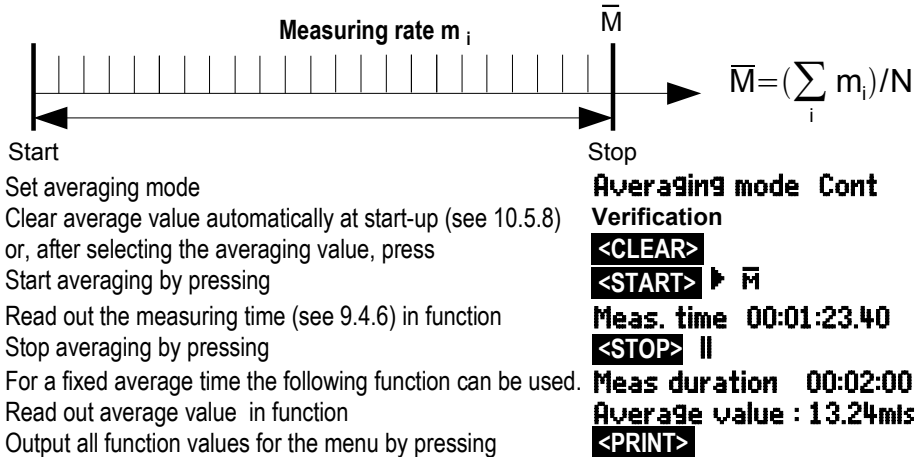 Measuring rate m i
M̅
M̅=(∑ mᵢ)/N
i
Start Stop
Set averaging mode Averaging mode Cont
Clear average value automatically at start-up (see 10.5.8) Verification
or, after selecting the averaging value, press <CLEAR>
Start averaging by pressing <START> M̅
Read out the measuring time (see 9.4.6) in function Meas. time 00:01:23.40
Stop averaging by pressing <STOP> II
For a fixed average time the following function can be used. Meas duration 00:02:00
Read out average value in function Average value : 13.24ms
Output all function values for the menu by pressing <PRINT>